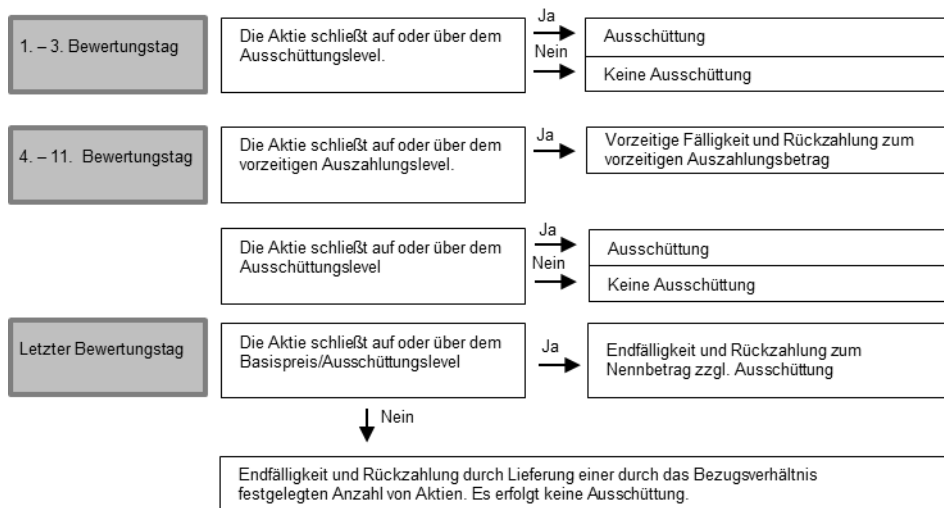 1. – 3. Bewertungstag
Die Aktie schließt auf oder über dem
Ausschüttungslevel.
Ja
Nein
Ausschüttung
Keine Ausschüttung
4. – 11. Bewertungstag
Die Aktie schließt auf oder über dem
vorzeitigen Auszahlungslevel.
Ja
Vorzeitige Fälligkeit und Rückzahlung zum
vorzeitigen Auszahlungsbetrag
Die Aktie schließt auf oder über dem
Ausschüttungslevel
Ja
Nein
Ausschüttung
Keine Ausschüttung
Letzter Bewertungstag
Die Aktie schließt auf oder über dem
Basispreis/Ausschüttungslevel
Ja
Endfälligkeit und Rückzahlung zum
Nennbetrag zzgl. Ausschüttung
Nein
Endfälligkeit und Rückzahlung durch Lieferung einer durch das Bezugsverhältnis
festgelegten Anzahl von Aktien. Es erfolgt keine Ausschüttung.